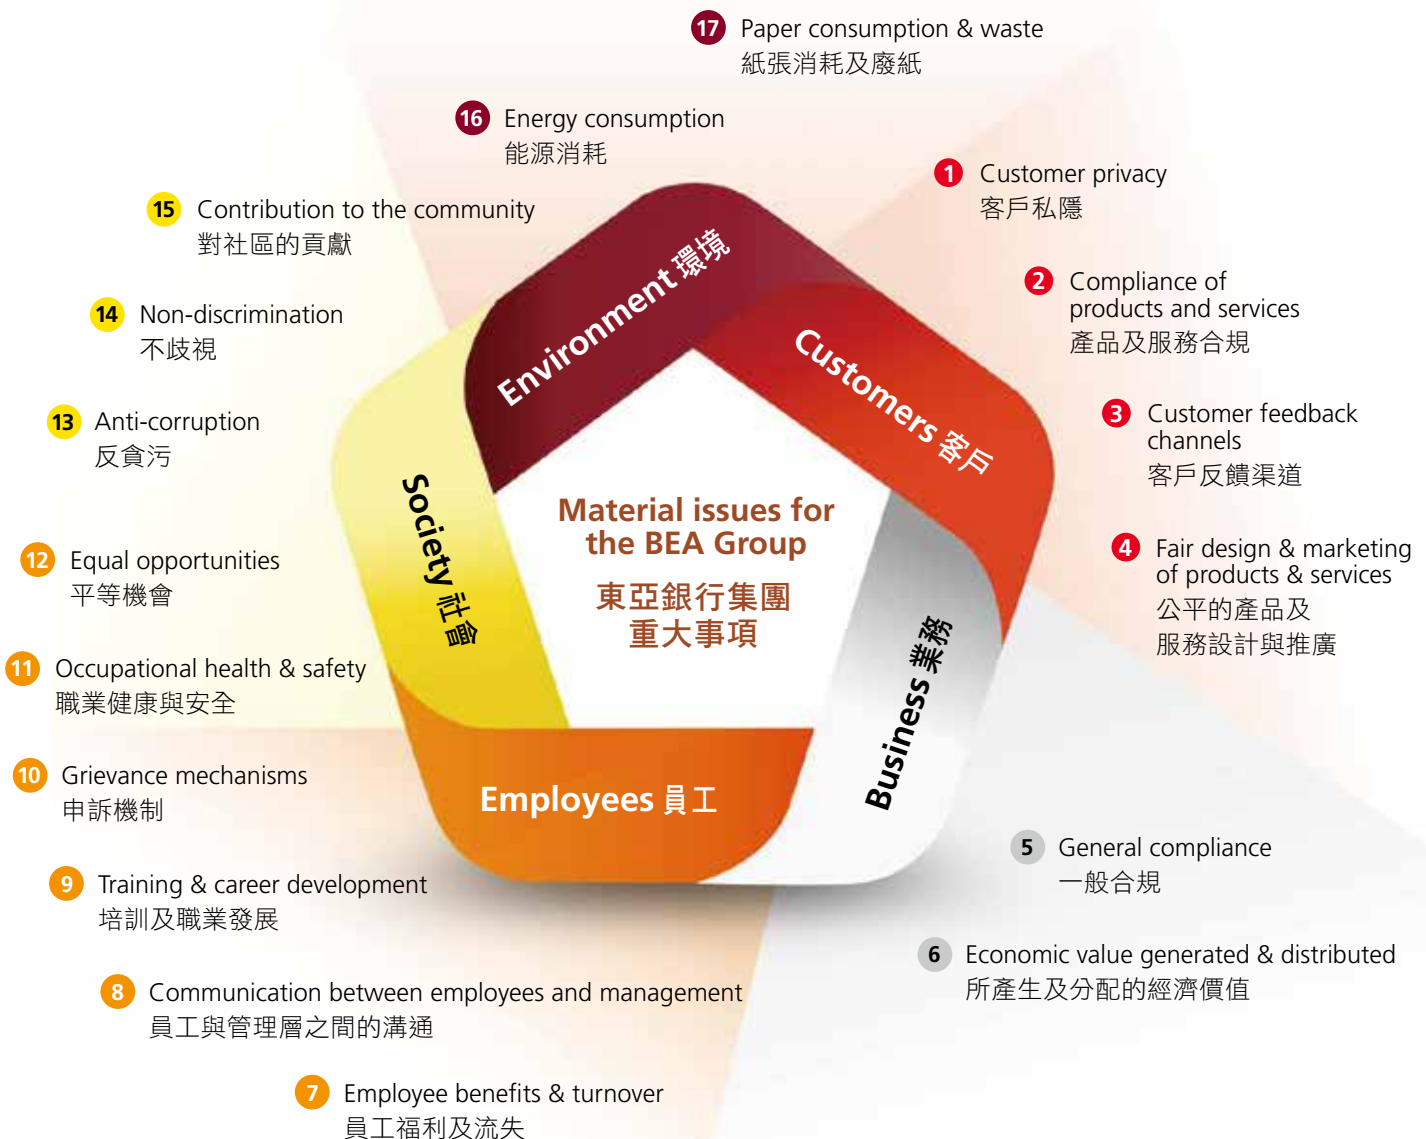 17 Paper consumption & waste
紙張消耗及廢紙
16 Energy consumption
能源消耗
1 Customer privacy
客戶私隱
15 Contribution to the community
對社區的貢獻
2 Compliance of
products and services
產品及服務合規
14 Non-discrimination
不歧視
3 Customer feedback
channels
客戶反饋渠道
13 Anti-corruption
反貪污
4 Fair design & marketing
of products & services
公平的產品及
服務設計與推廣
12 Equal opportunities
平等機會
11 Occupational health & safety
職業健康與安全
10 Grievance mechanisms
申訴機制
5 General compliance
一般合規
9 Training & career development
培訓及職業發展
6 Economic value generated & distributed
所產生及分配的經濟價值
8 Communication between employees and management
員工與管理層之間的溝通
7 Employee benefits & turnover
員工福利及流失
Environment 環境
Customers 客戶
Business 業務
Employees 員工
Society 社會
Material issues for
the BEA Group
東亞銀行集團
重大事項